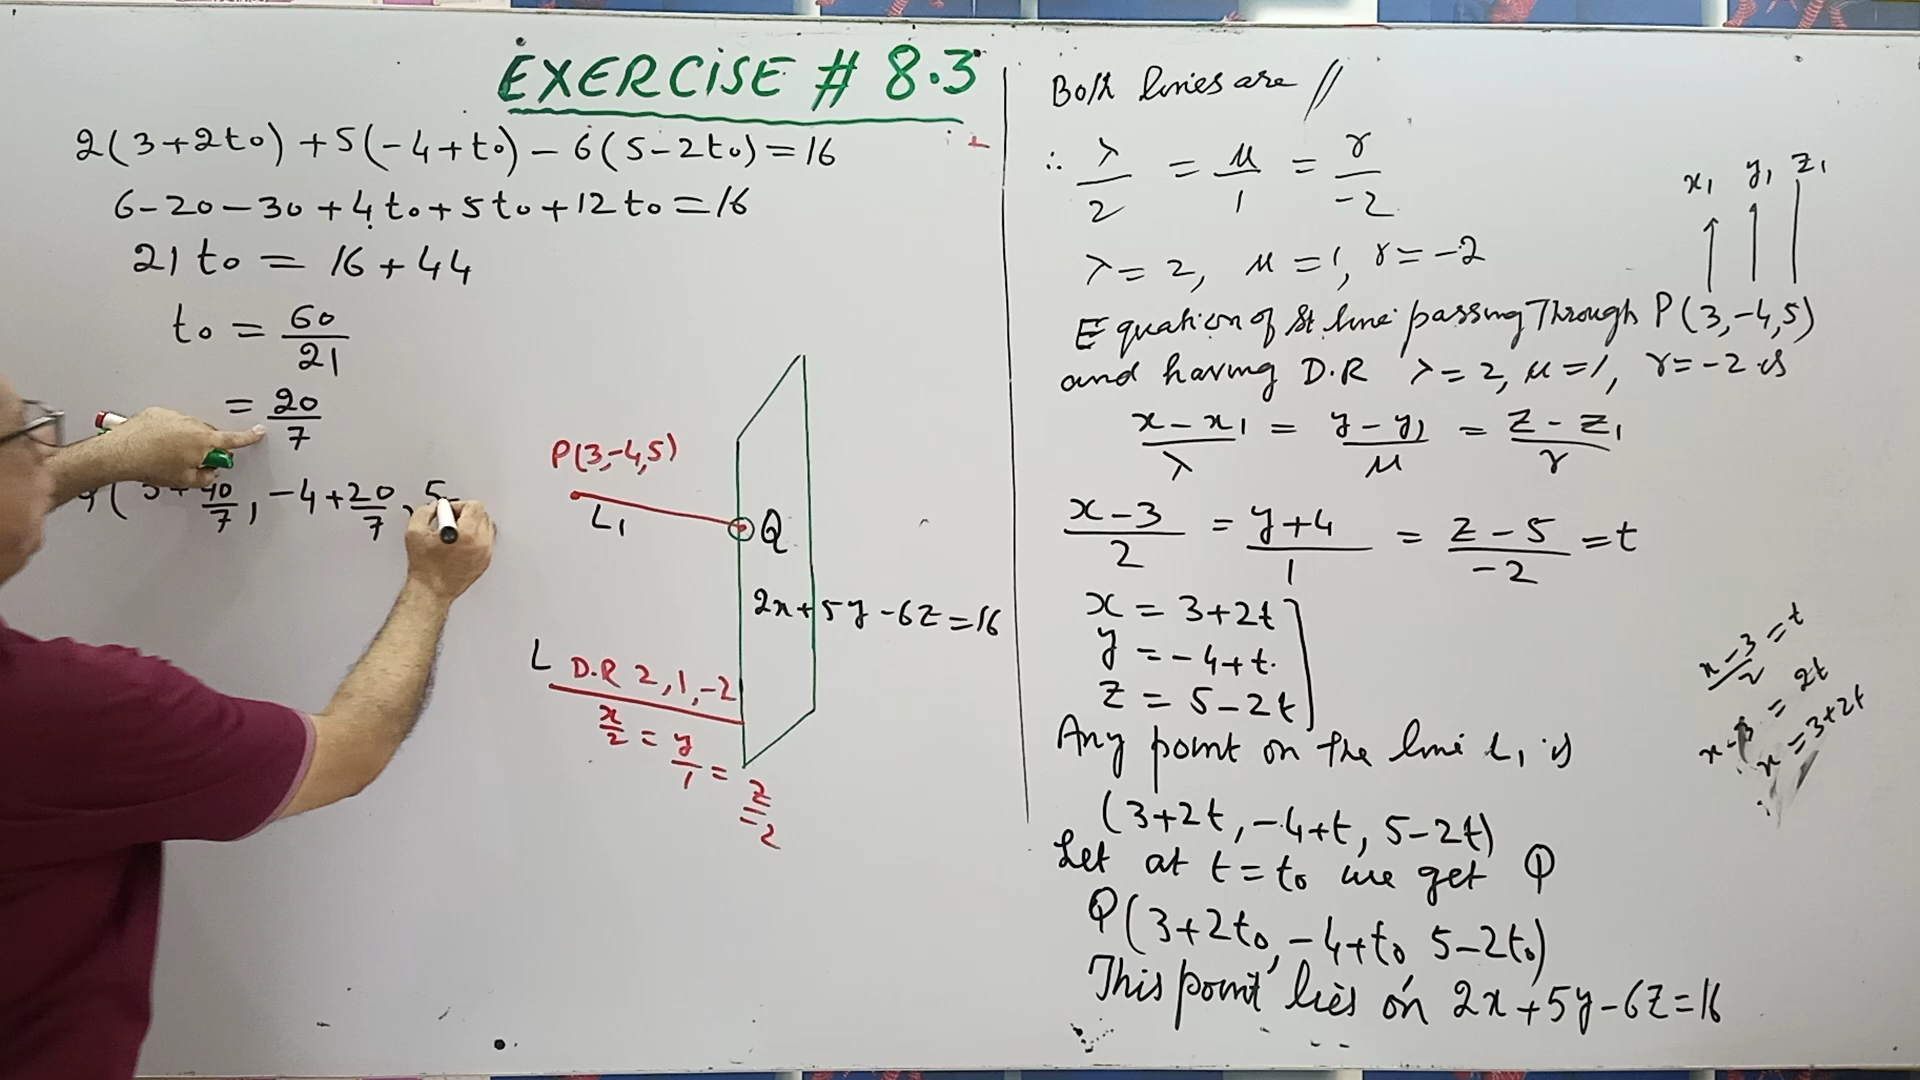 EXERCISE # 8.3
2(3+2t₀)+5(-4+t₀)-6(5-2t₀)=16
6-20-30+4t₀+5t₀+12t₀=16
21t₀ = 16+44
t₀ = 60/21
= 20/7
(3+40/7, -4+20/7, 5-
P(3,-4,5)
L₁
Q
2x+5y-6z=16
L D.R 2,1,-2
x/2 = y/1 = z/-2
Both lines are //
∴ λ/2 = μ/1 = γ/-2
λ=2, μ=1, γ=-2
x₁ y₁ z₁
Equation of St line passing Through P(3,-4,5)
and having D.R λ=2, μ=1, γ=-2 is
x-x₁/λ = y-y₁/μ = z-z₁/γ
x-3/2 = y+4/1 = z-5/-2 = t
x = 3+2t
y = -4+t
z = 5-2t
x-3/2 = t
x-3 = 2t
x = 3+2t
Any point on the line L₁ is
(3+2t, -4+t, 5-2t)
Let at t=t₀ we get Q
Q(3+2t₀, -4+t₀, 5-2t₀)
This point lies on 2x+5y-6z=16